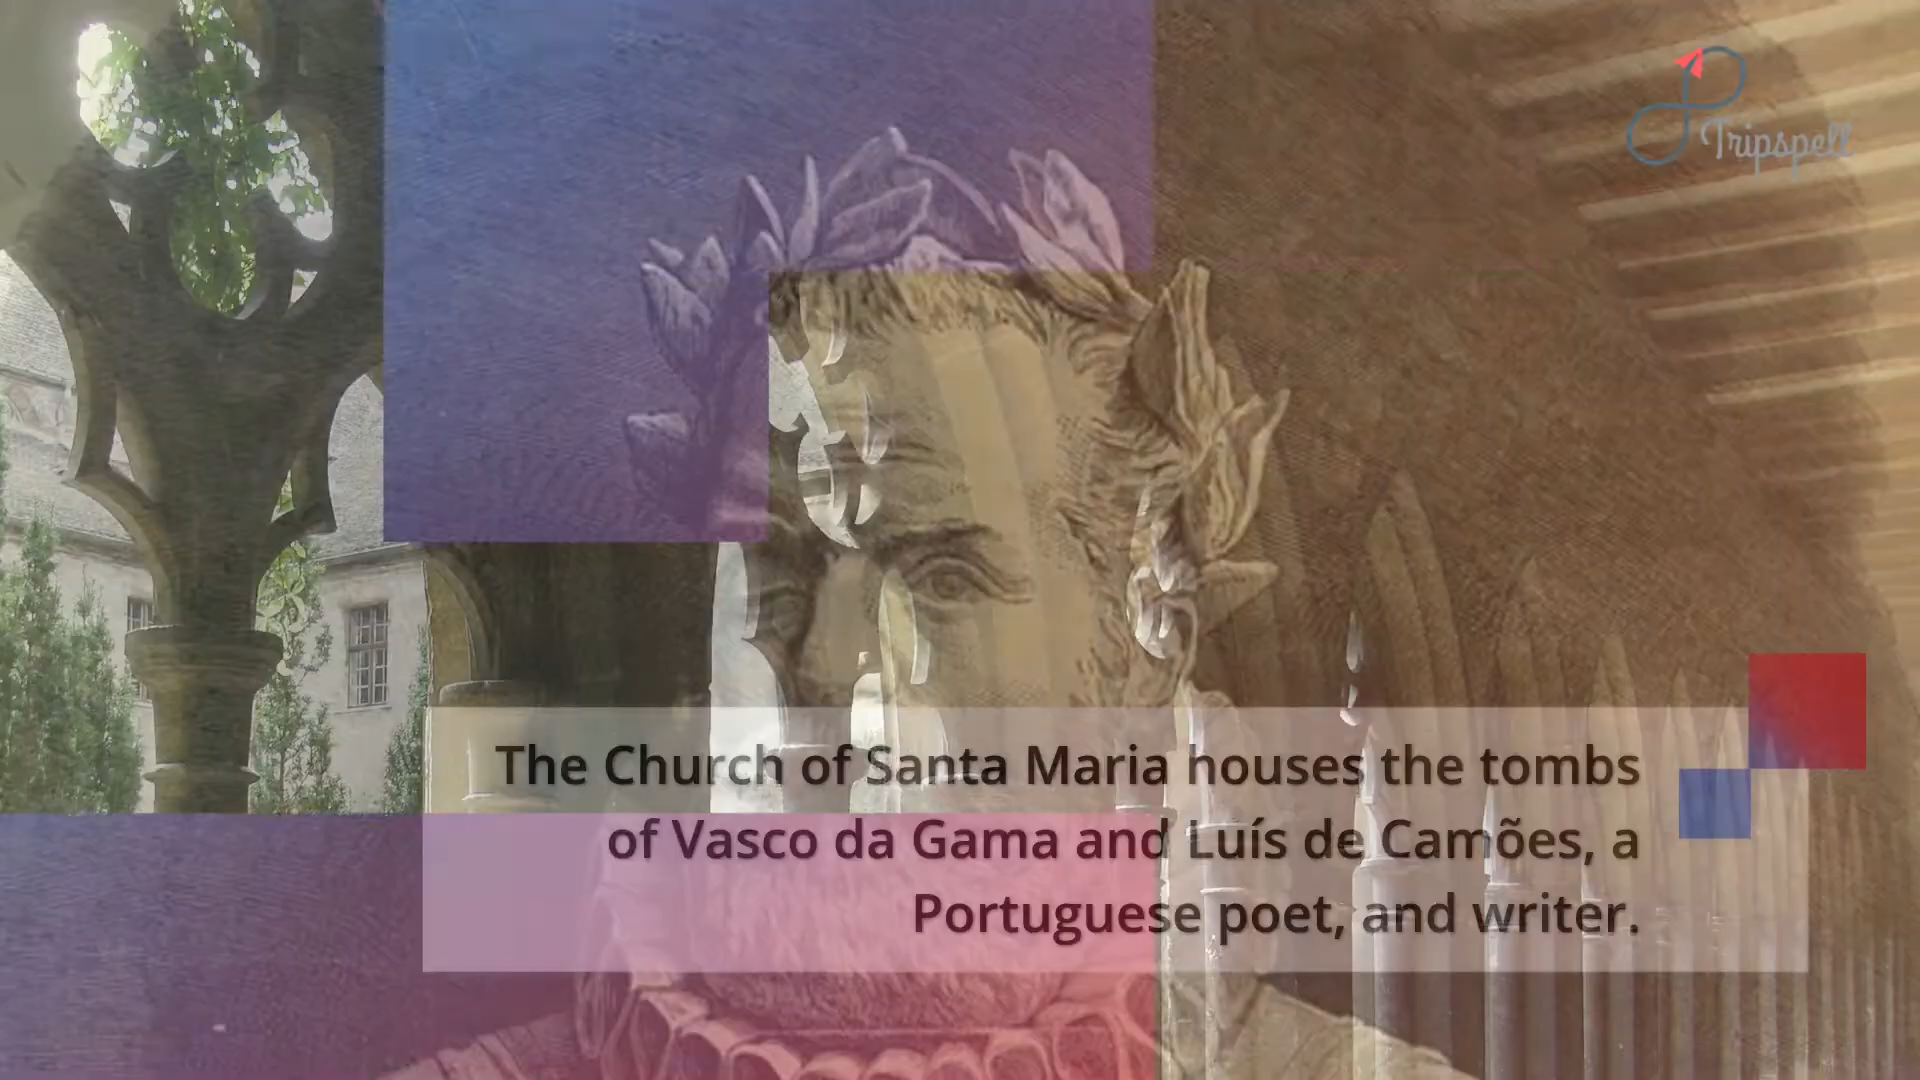 Tripspell
The Church of Santa Maria houses the tombs
of Vasco da Gama and Luís de Camões, a
Portuguese poet, and writer.